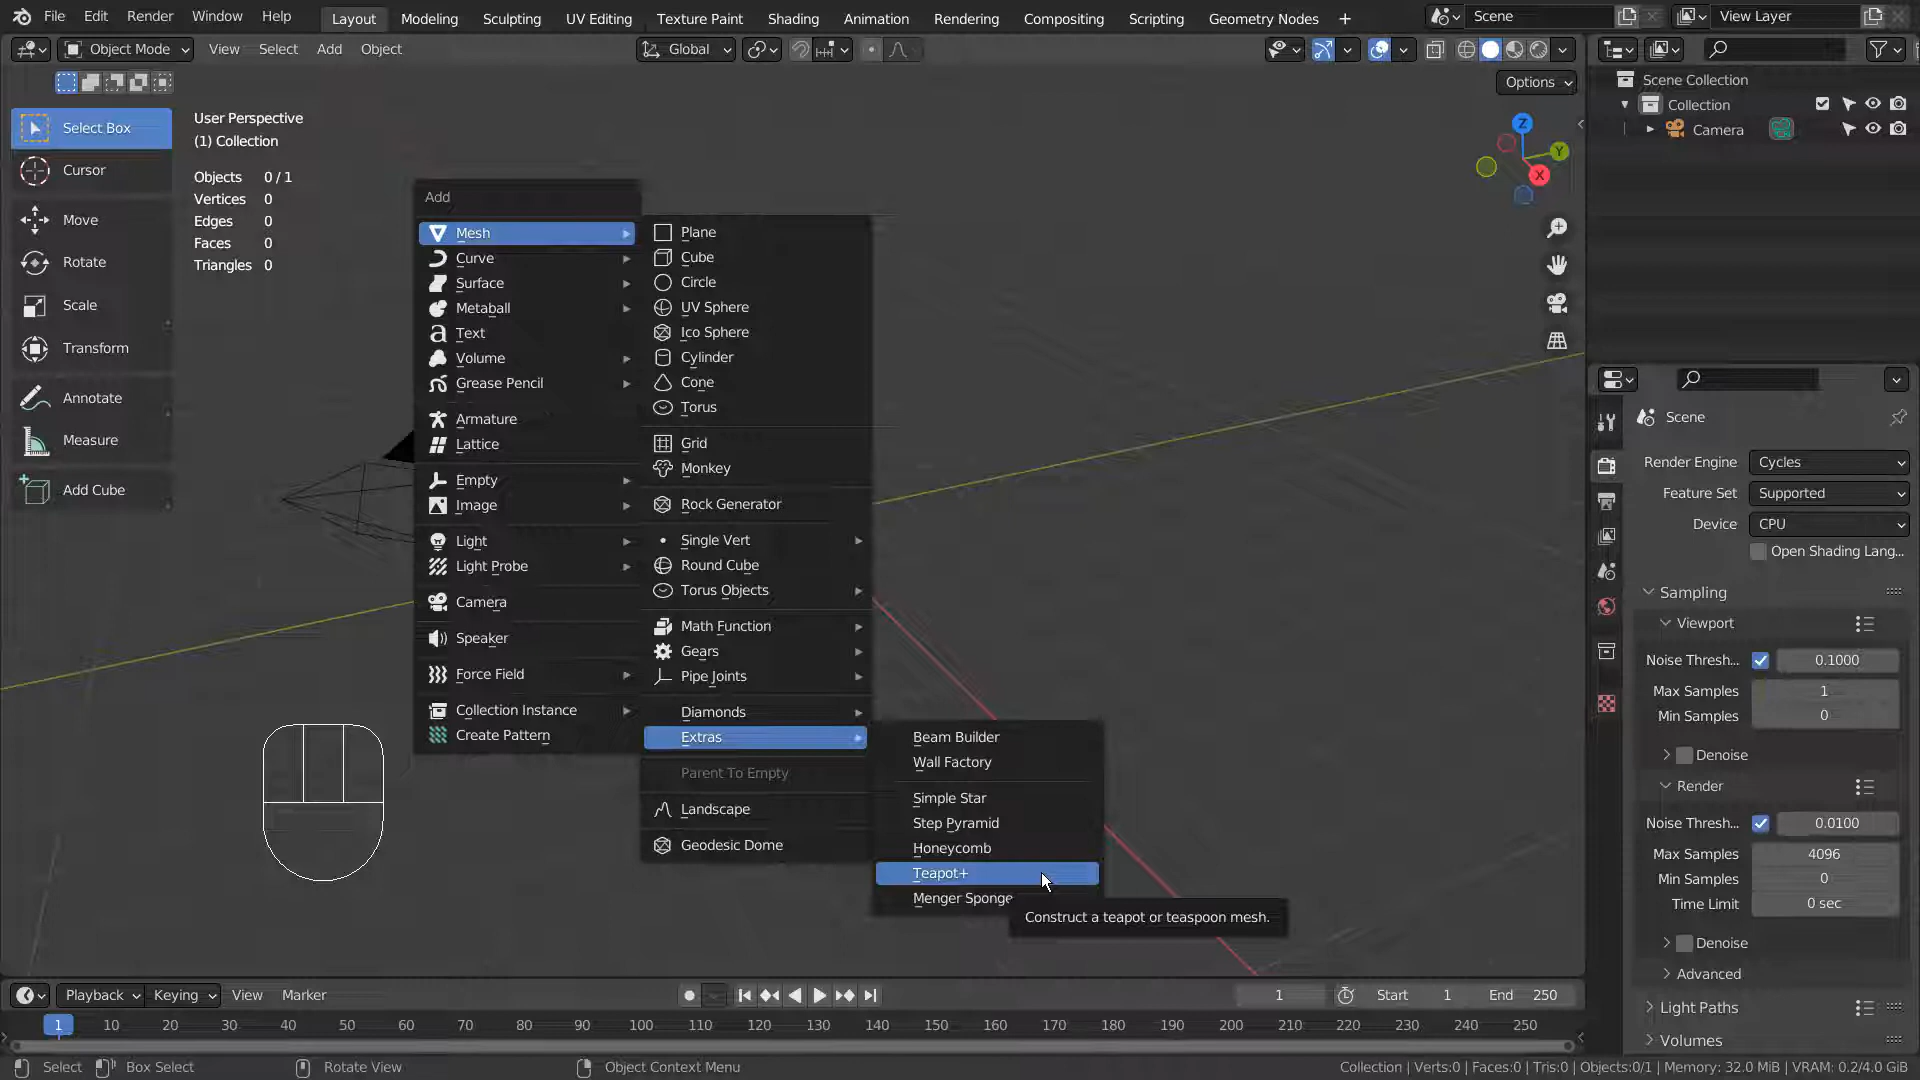 File Edit Render Window Help Layout Modeling Sculpting UV Editing Texture Paint Shading Animation Rendering Compositing Scripting Geometry Nodes + Scene View Layer
Object Mode View Select Add Object Global
Options
Select Box
Cursor
Move
Rotate
Scale
Transform
Annotate
Measure
Add Cube
User Perspective
(1) Collection
Objects 0 / 1
Vertices 0
Edges 0
Faces 0
Triangles 0
Add
Mesh
Curve
Surface
Metaball
Text
Volume
Grease Pencil
Armature
Lattice
Empty
Image
Light
Light Probe
Camera
Speaker
Force Field
Collection Instance
Create Pattern
Plane
Cube
Circle
UV Sphere
Ico Sphere
Cylinder
Cone
Torus
Grid
Monkey
Rock Generator
Single Vert
Round Cube
Torus Objects
Math Function
Gears
Pipe Joints
Diamonds
Extras
Parent To Empty
Landscape
Geodesic Dome
Beam Builder
Wall Factory
Simple Star
Step Pyramid
Honeycomb
Teapot+
Menger Sponge
Construct a teapot or teaspoon mesh.
Z
Y
X
Scene Collection
Collection
Camera
Scene
Render Engine Cycles
Feature Set Supported
Device CPU
Open Shading Lang...
Sampling
Viewport
Noise Thresh... 0.1000
Max Samples 1
Min Samples 0
Denoise
Render
Noise Thresh... 0.0100
Max Samples 4096
Min Samples 0
Time Limit 0 sec
Denoise
Advanced
Light Paths
Volumes
Playback Keying View Marker 1 Start 1 End 250
1 10 20 30 40 50 60 70 80 90 100 110 120 130 140 150 160 170 180 190 200 210 220 230 240 250
Select Box Select Rotate View Object Context Menu Collection | Verts:0 | Faces:0 | Tris:0 | Objects:0/1 | Memory: 32.0 MiB | VRAM: 0.2/4.0 GiB